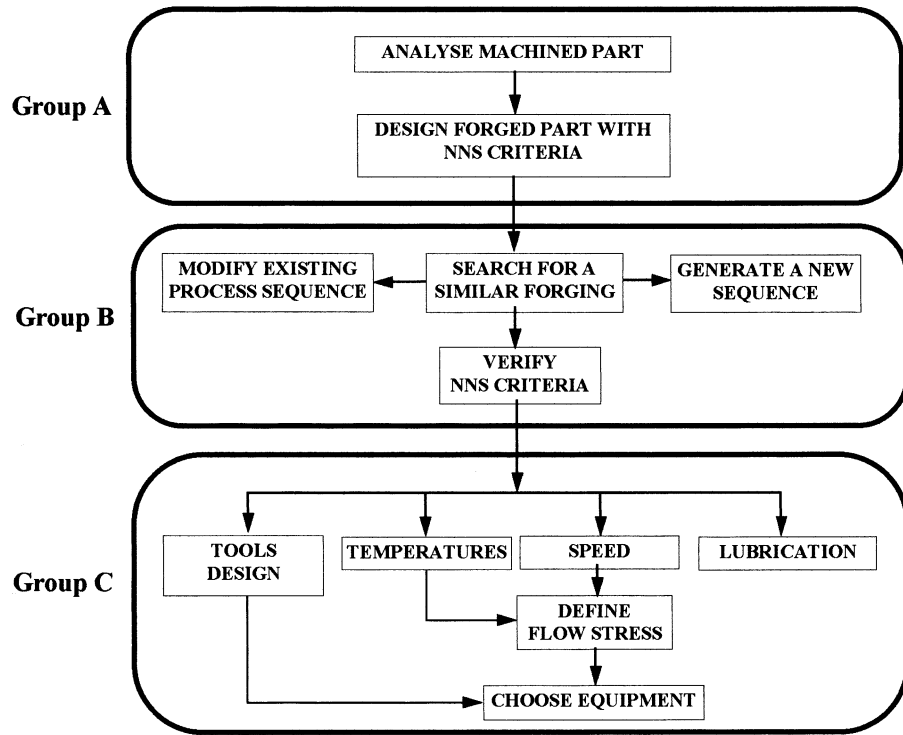 Group A
ANALYSE MACHINED PART
DESIGN FORGED PART WITH
NNS CRITERIA
Group B
MODIFY EXISTING
PROCESS SEQUENCE
SEARCH FOR A
SIMILAR FORGING
GENERATE A NEW
SEQUENCE
VERIFY
NNS CRITERIA
Group C
TOOLS
DESIGN
TEMPERATURES
SPEED
LUBRICATION
DEFINE
FLOW STRESS
CHOOSE EQUIPMENT